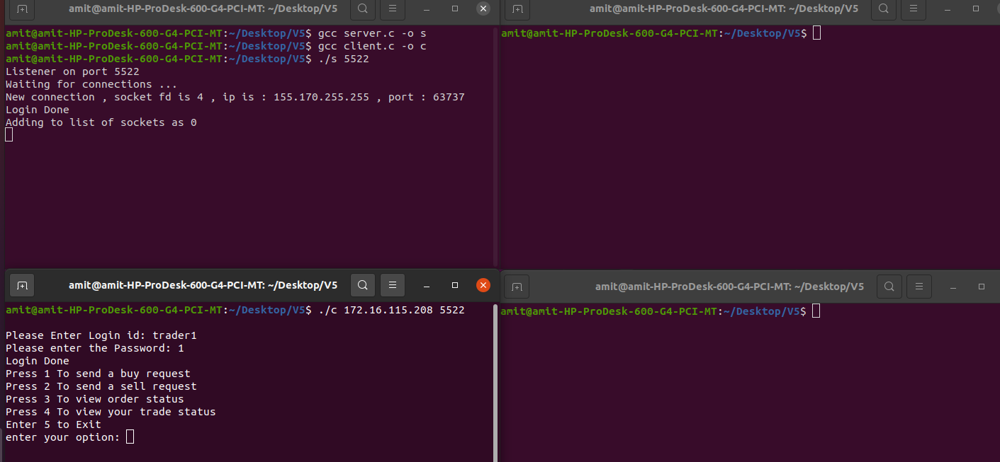 amit@amit-HP-ProDesk-600-G4-PCI-MT: ~/Desktop/V5
amit@amit-HP-ProDesk-600-G4-PCI-MT:~/Desktop/V5$ gcc server.c -o s
amit@amit-HP-ProDesk-600-G4-PCI-MT:~/Desktop/V5$ gcc client.c -o c
amit@amit-HP-ProDesk-600-G4-PCI-MT:~/Desktop/V5$ ./s 5522
Listener on port 5522
Waiting for connections ...
New connection , socket fd is 4 , ip is : 155.170.255.255 , port : 63737
Login Done
Adding to list of sockets as 0
amit@amit-HP-ProDesk-600-G4-PCI-MT: ~/Desktop/V5
amit@amit-HP-ProDesk-600-G4-PCI-MT:~/Desktop/V5$
amit@amit-HP-ProDesk-600-G4-PCI-MT: ~/Desktop/V5
amit@amit-HP-ProDesk-600-G4-PCI-MT:~/Desktop/V5$ ./c 172.16.115.208 5522
Please Enter Login id: trader1
Please enter the Password: 1
Login Done
Press 1 To send a buy request
Press 2 To send a sell request
Press 3 To view order status
Press 4 To view your trade status
Enter 5 to Exit
enter your option:
amit@amit-HP-ProDesk-600-G4-PCI-MT: ~/Desktop/V5
amit@amit-HP-ProDesk-600-G4-PCI-MT:~/Desktop/V5$